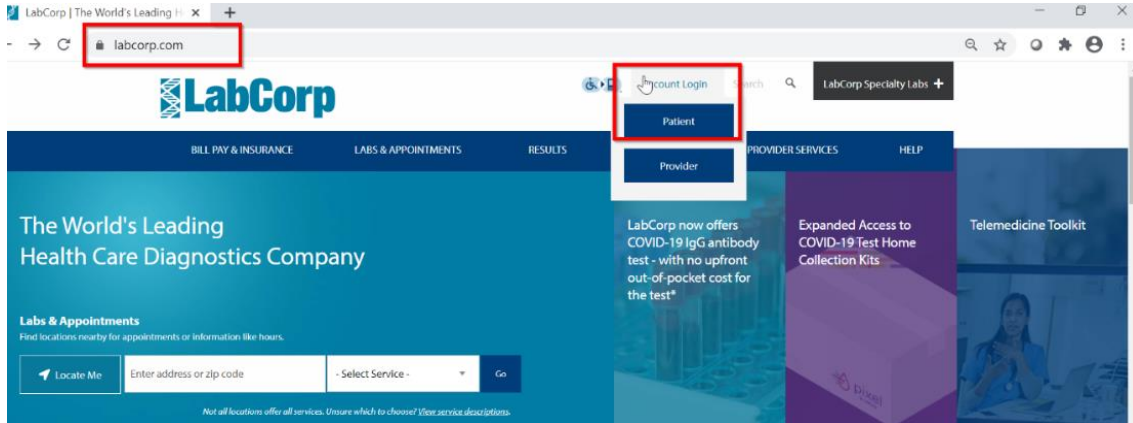 LabCorp | The World's Leading H
labcorp.com
LabCorp
Account Login
Search
LabCorp Specialty Labs +
Patient
Provider
BILL PAY & INSURANCE
LABS & APPOINTMENTS
RESULTS
PROVIDER SERVICES
HELP
The World's Leading
Health Care Diagnostics Company
Labs & Appointments
Find locations nearby for appointments or information like hours.
Locate Me
Enter address or zip code
- Select Service -
Go
Not all locations offer all services. Unsure which to choose? View service descriptions.
LabCorp now offers
COVID-19 IgG antibody
test - with no upfront
out-of-pocket cost for
the test*
Expanded Access to
COVID-19 Test Home
Collection Kits
pixel
Telemedicine Toolkit